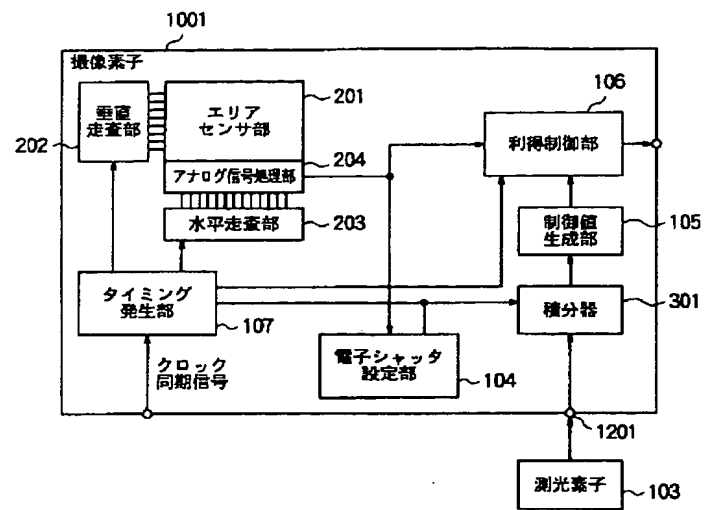 1001
撮像素子
垂直
走査部
202
エリア
センサ部
201
204
アナログ信号処理部
水平走査部
203
106
利得制御部
制御値
生成部
105
タイミング
発生部
107
積分器
301
電子シャッタ
設定部
104
クロック
同期信号
1201
測光素子
103